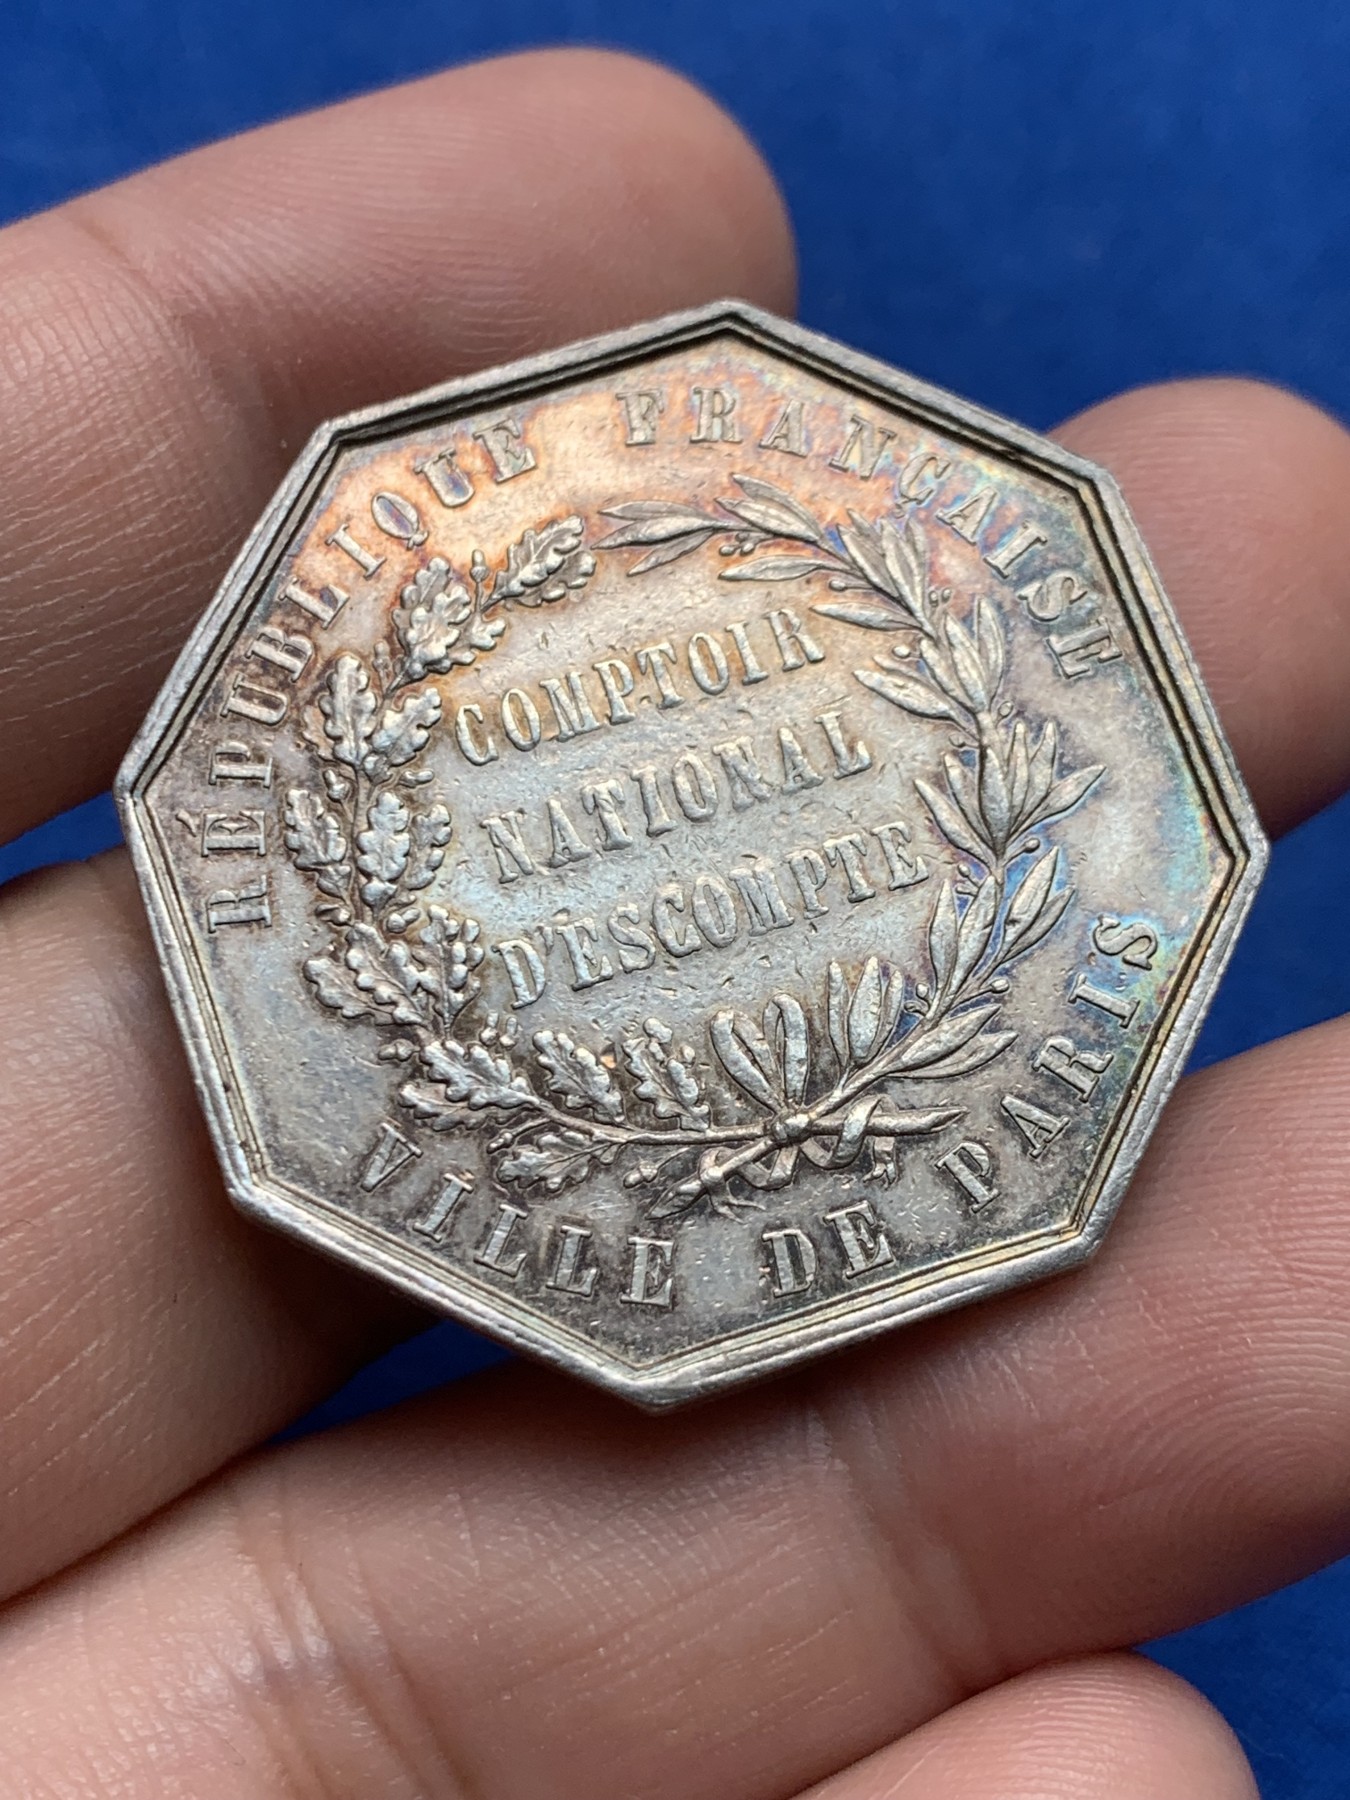 RÉPUBLIQUE FRANÇAISE
COMPTOIR
NATIONAL
D'ESCOMPTE
VILLE DE PARIS